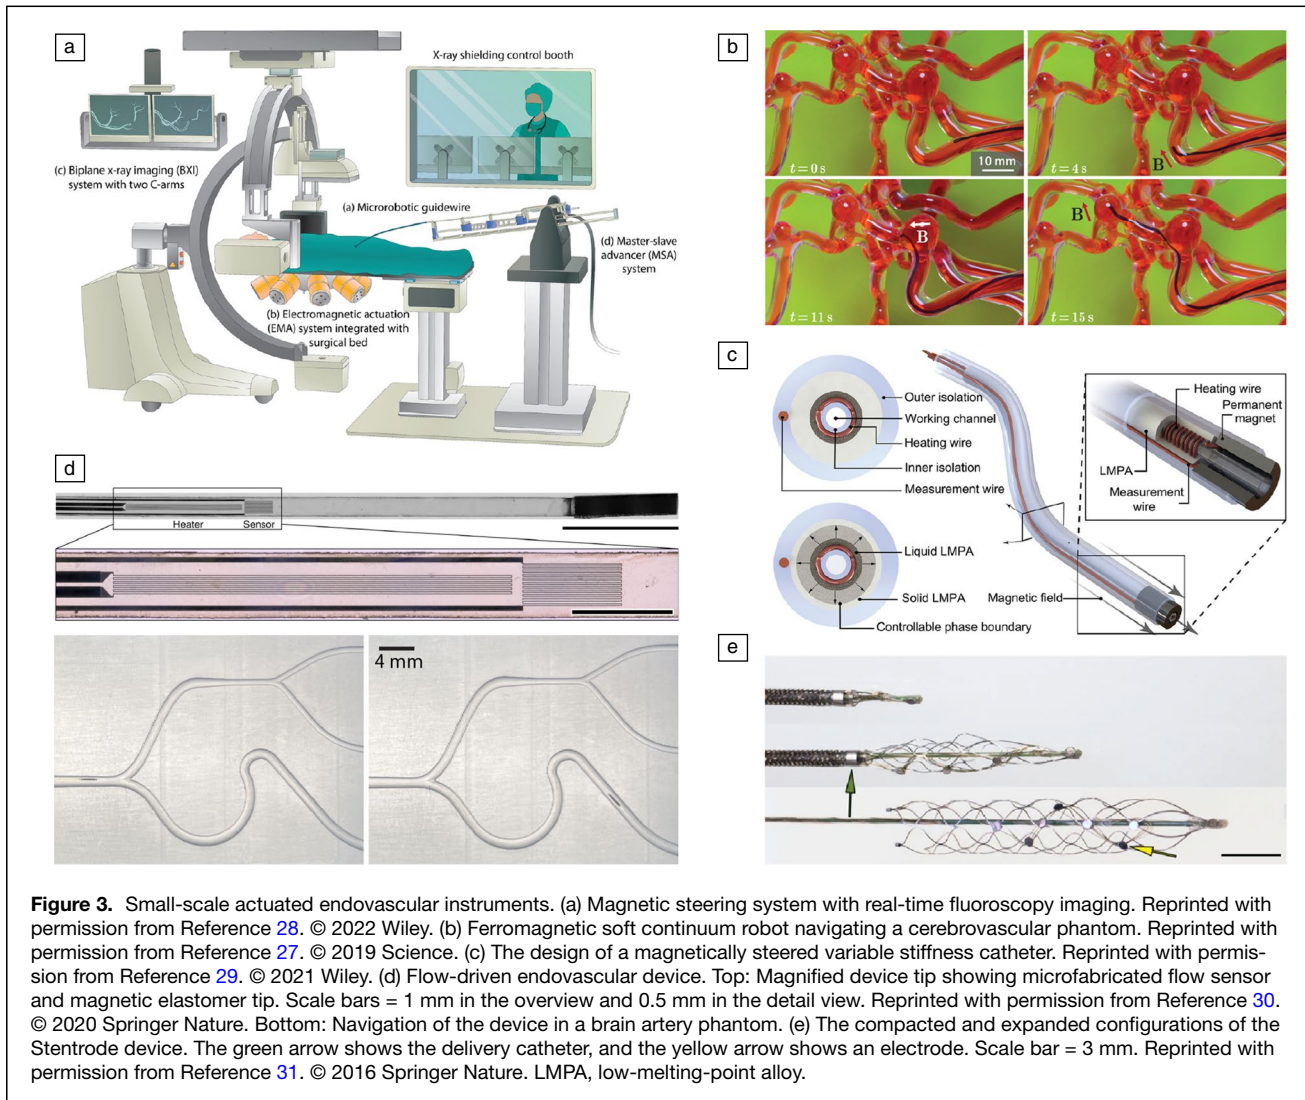 a
X-ray shielding control booth
(c) Biplane x-ray imaging (BXI)
system with two C-arms
(a) Microrobotic guidewire
(d) Master-slave
advancer (MSA)
system
(b) Electromagnetic actuation
(EMA) system integrated with
surgical bed
b
t=0s
10 mm
B
t=4s
B
t=11s
B
t=15s
c
Outer isolation
Working channel
Heating wire
Inner isolation
Measurement wire
Liquid LMPA
Solid LMPA
Controllable phase boundary
Magnetic field
Heating wire
Permanent
magnet
LMPA
Measurement
wire
d
Heater
Sensor
4 mm
e
Figure 3. Small-scale actuated endovascular instruments. (a) Magnetic steering system with real-time fluoroscopy imaging. Reprinted with
permission from Reference 28. © 2022 Wiley. (b) Ferromagnetic soft continuum robot navigating a cerebrovascular phantom. Reprinted with
permission from Reference 27. © 2019 Science. (c) The design of a magnetically steered variable stiffness catheter. Reprinted with permis-
sion from Reference 29. © 2021 Wiley. (d) Flow-driven endovascular device. Top: Magnified device tip showing microfabricated flow sensor
and magnetic elastomer tip. Scale bars = 1 mm in the overview and 0.5 mm in the detail view. Reprinted with permission from Reference 30.
© 2020 Springer Nature. Bottom: Navigation of the device in a brain artery phantom. (e) The compacted and expanded configurations of the
Stentrode device. The green arrow shows the delivery catheter, and the yellow arrow shows an electrode. Scale bar = 3 mm. Reprinted with
permission from Reference 31. © 2016 Springer Nature. LMPA, low-melting-point alloy.